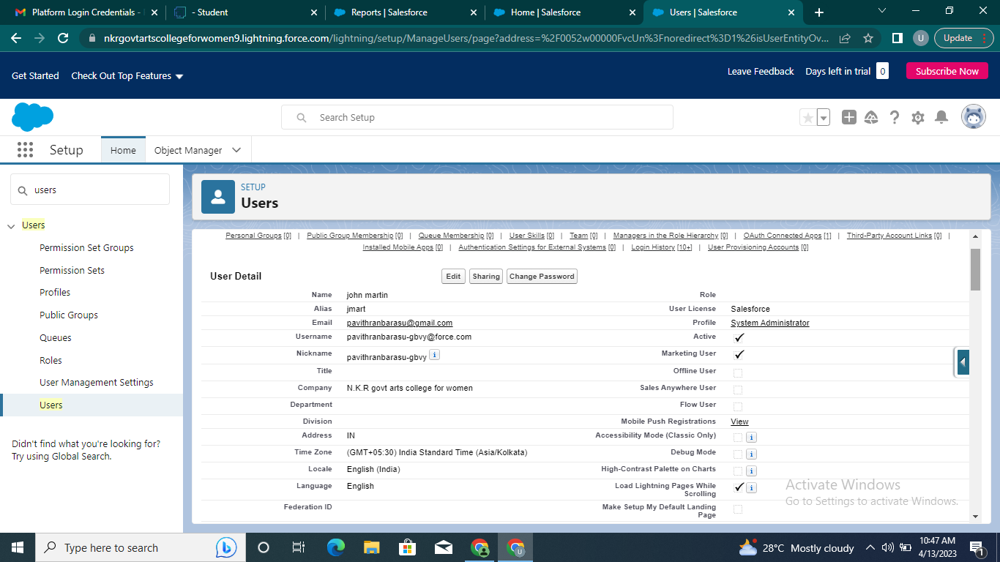 Platform Login Credentials -
- Student
Reports | Salesforce
Home | Salesforce
Users | Salesforce
nkrgovtartscollegeforwomen9.lightning.force.com/lightning/setup/ManageUsers/page?address=%2F0052w00000FvcUn%3Fnoredirect%3D1%26isUserEntityOv...
U
Update
Get Started
Check Out Top Features
Leave Feedback
Days left in trial 0
Subscribe Now
Search Setup
Setup
Home
Object Manager
users
Users
Permission Set Groups
Permission Sets
Profiles
Public Groups
Queues
Roles
User Management Settings
Users
Didn't find what you're looking for?
Try using Global Search.
SETUP
Users
Personal Groups [0] | Public Group Membership [0] | Queue Membership [0] | User Skills [0] | Team [0] | Managers in the Role Hierarchy [0] | OAuth Connected Apps [1] | Third-Party Account Links [0] |
Installed Mobile Apps [0] | Authentication Settings for External Systems [0] | Login History [10+] | User Provisioning Accounts [0]
User Detail
Edit Sharing Change Password
Name john martin Role
Alias jmart User License Salesforce
Email pavithranbarasu@gmail.com Profile System Administrator
Username pavithranbarasu-gbvy@force.com Active
Nickname pavithranbarasu-gbvy i Marketing User
Title Offline User
Company N.K.R govt arts college for women Sales Anywhere User
Department Flow User
Division Mobile Push Registrations View
Address IN Accessibility Mode (Classic Only) i
Time Zone (GMT+05:30) India Standard Time (Asia/Kolkata) Debug Mode i
Locale English (India) High-Contrast Palette on Charts i
Language English Load Lightning Pages While
Scrolling i
Federation ID Make Setup My Default Landing
Page
Activate Windows
Go to Settings to activate Windows.
Type here to search
U
28°C Mostly cloudy
10:47 AM
4/13/2023
1